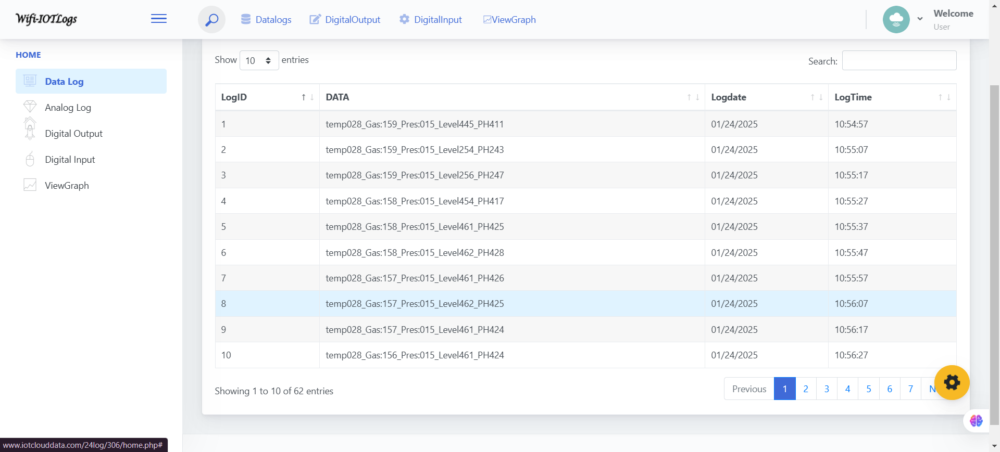 Wifi-IOTLogs
Datalogs DigitalOutput DigitalInput ViewGraph
Welcome
User
HOME
Data Log
Analog Log
Digital Output
Digital Input
ViewGraph
Show 10 entries Search:
LogID DATA Logdate LogTime
1 temp028_Gas:159_Pres:015_Level445_PH411 01/24/2025 10:54:57
2 temp028_Gas:159_Pres:015_Level254_PH243 01/24/2025 10:55:07
3 temp028_Gas:159_Pres:015_Level256_PH247 01/24/2025 10:55:17
4 temp028_Gas:158_Pres:015_Level454_PH417 01/24/2025 10:55:27
5 temp028_Gas:158_Pres:015_Level461_PH425 01/24/2025 10:55:37
6 temp028_Gas:158_Pres:015_Level462_PH428 01/24/2025 10:55:47
7 temp028_Gas:157_Pres:015_Level461_PH426 01/24/2025 10:55:57
8 temp028_Gas:157_Pres:015_Level462_PH425 01/24/2025 10:56:07
9 temp028_Gas:157_Pres:015_Level461_PH424 01/24/2025 10:56:17
10 temp028_Gas:156_Pres:015_Level461_PH424 01/24/2025 10:56:27
Showing 1 to 10 of 62 entries
Previous 1 2 3 4 5 6 7
www.iotclouddata.com/24log/306/home.php#